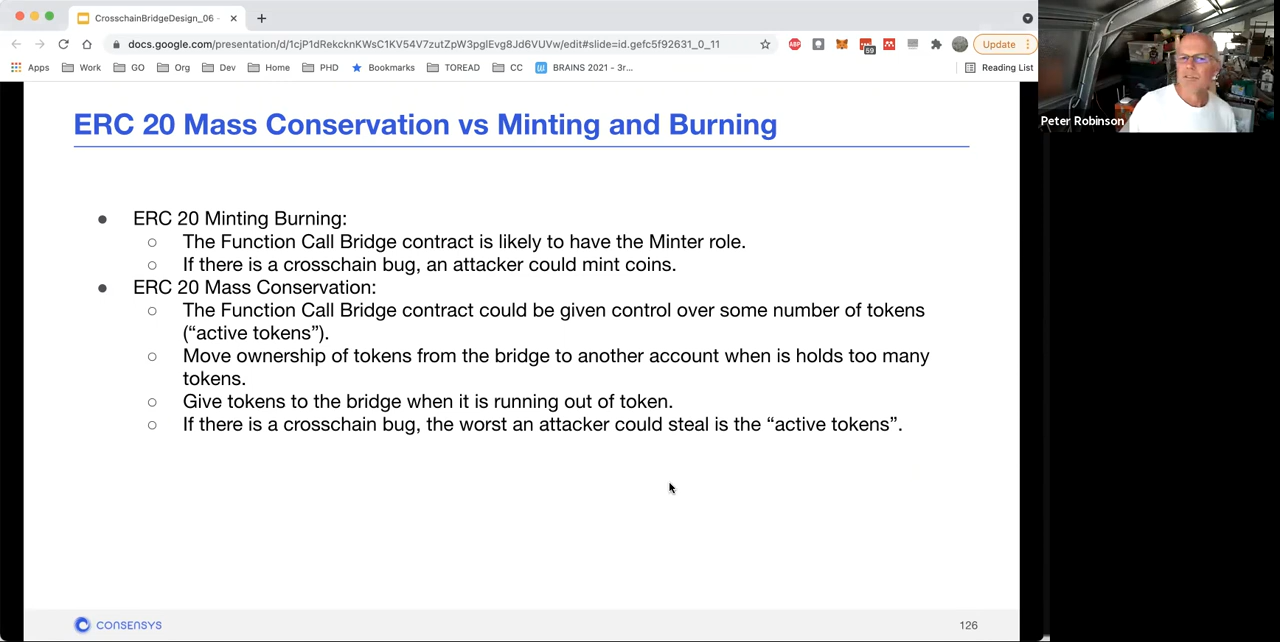 CrosschainBridgeDesign_06 -
docs.google.com/presentation/d/1cjP1dRekcknKWsC1KV54V7zutZpW3pglEvg8Jd6VUVw/edit#slide=id.gefc5f92631_0_11
ABP
59
Update
Apps
Work
GO
Org
Dev
Home
PHD
Bookmarks
TOREAD
CC
BRAINS 2021 - 3r...
Reading List
Peter Robinson
ERC 20 Mass Conservation vs Minting and Burning
● ERC 20 Minting Burning:
○ The Function Call Bridge contract is likely to have the Minter role.
○ If there is a crosschain bug, an attacker could mint coins.
● ERC 20 Mass Conservation:
○ The Function Call Bridge contract could be given control over some number of tokens
(“active tokens”).
○ Move ownership of tokens from the bridge to another account when is holds too many
tokens.
○ Give tokens to the bridge when it is running out of token.
○ If there is a crosschain bug, the worst an attacker could steal is the “active tokens”.
CONSENSYS
126